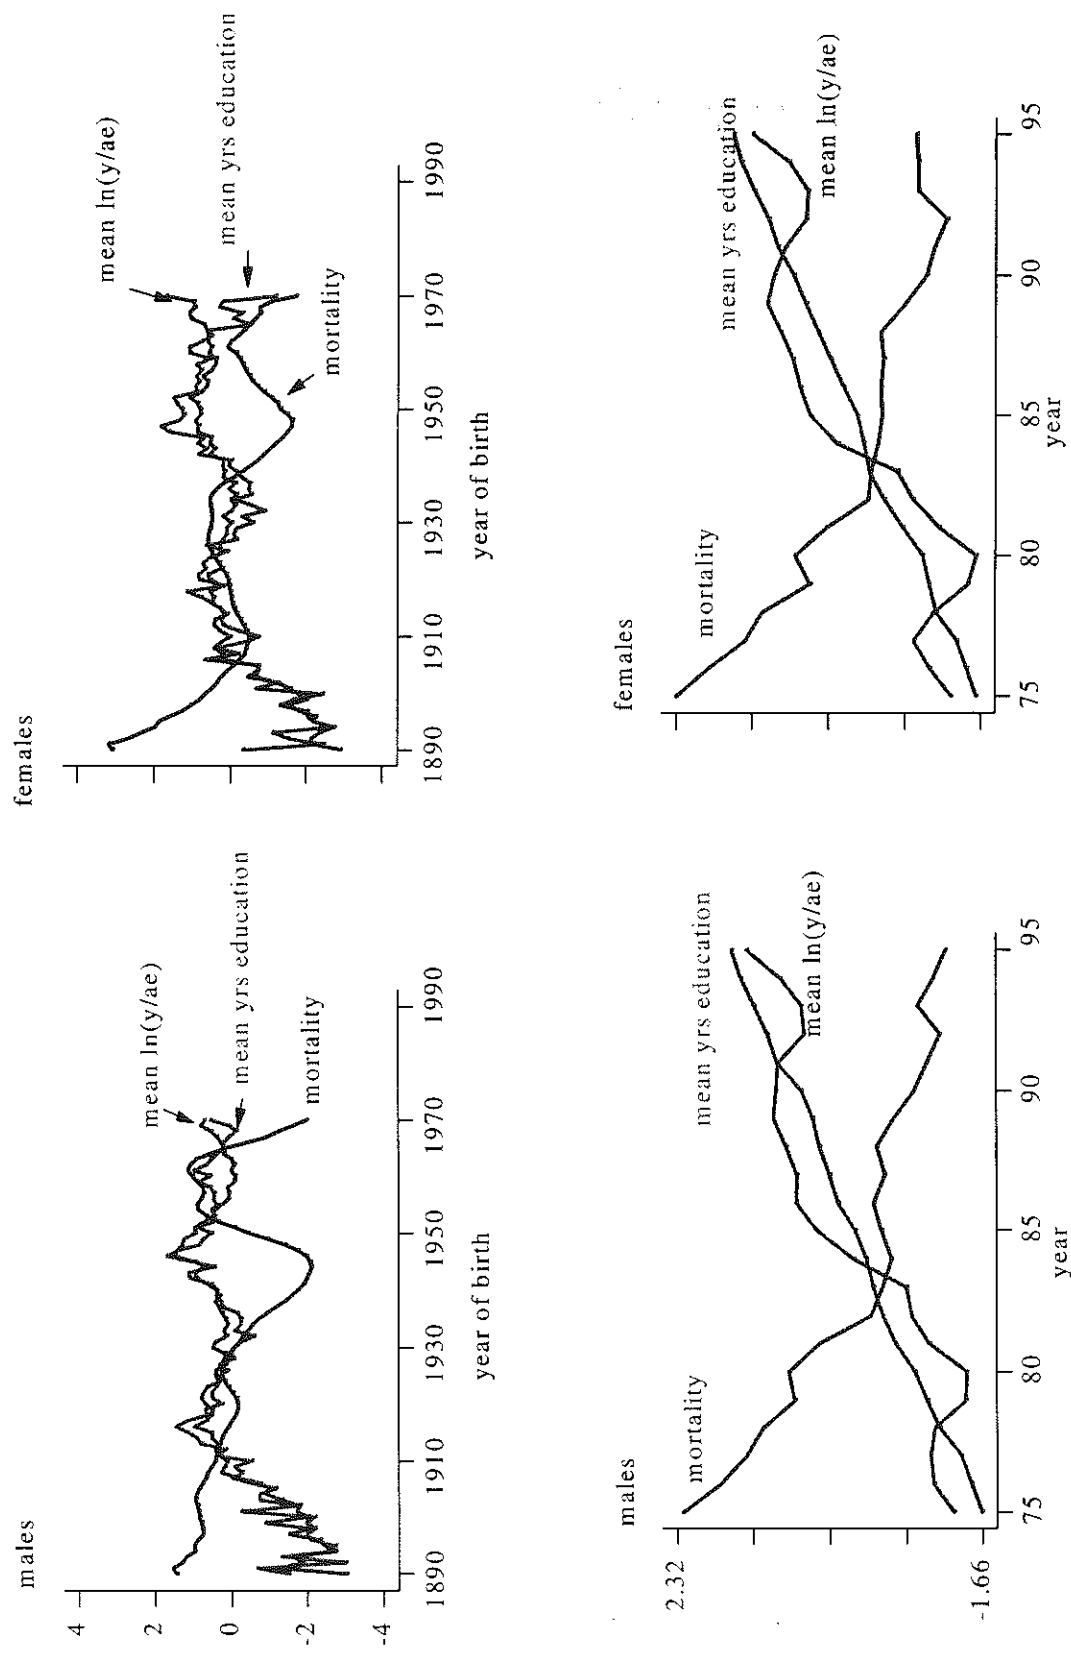 males
4
2
0
-2
-4
1890
1910
1930
1950
1970
1990
year of birth
mean ln(y/ae)
mean yrs education
mortality
females
1890
1910
1930
1950
1970
1990
year of birth
mean ln(y/ae)
mean yrs education
mortality
males
2.32
-1.66
75
80
85
90
95
year
mortality
mean yrs education
mean ln(y/ae)
females
75
80
85
90
95
year
mortality
mean yrs education
mean ln(y/ae)